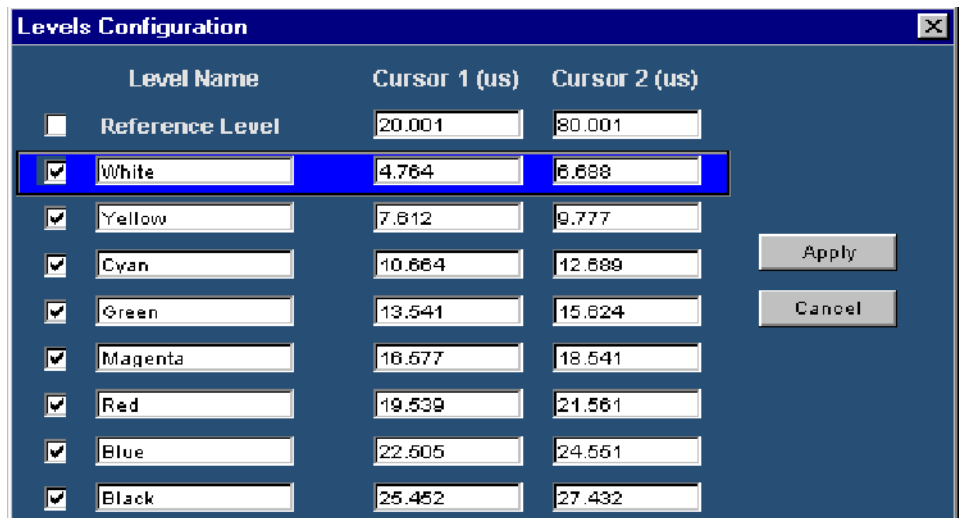 Levels Configuration
Level Name Cursor 1 (us) Cursor 2 (us)
Reference Level 20.001 80.001
White 4.764 6.688
Yellow 7.612 9.777
Cyan 10.664 12.689
Green 13.541 15.624
Magenta 16.577 18.541
Red 19.539 21.561
Blue 22.505 24.551
Black 25.452 27.432
Apply
Cancel